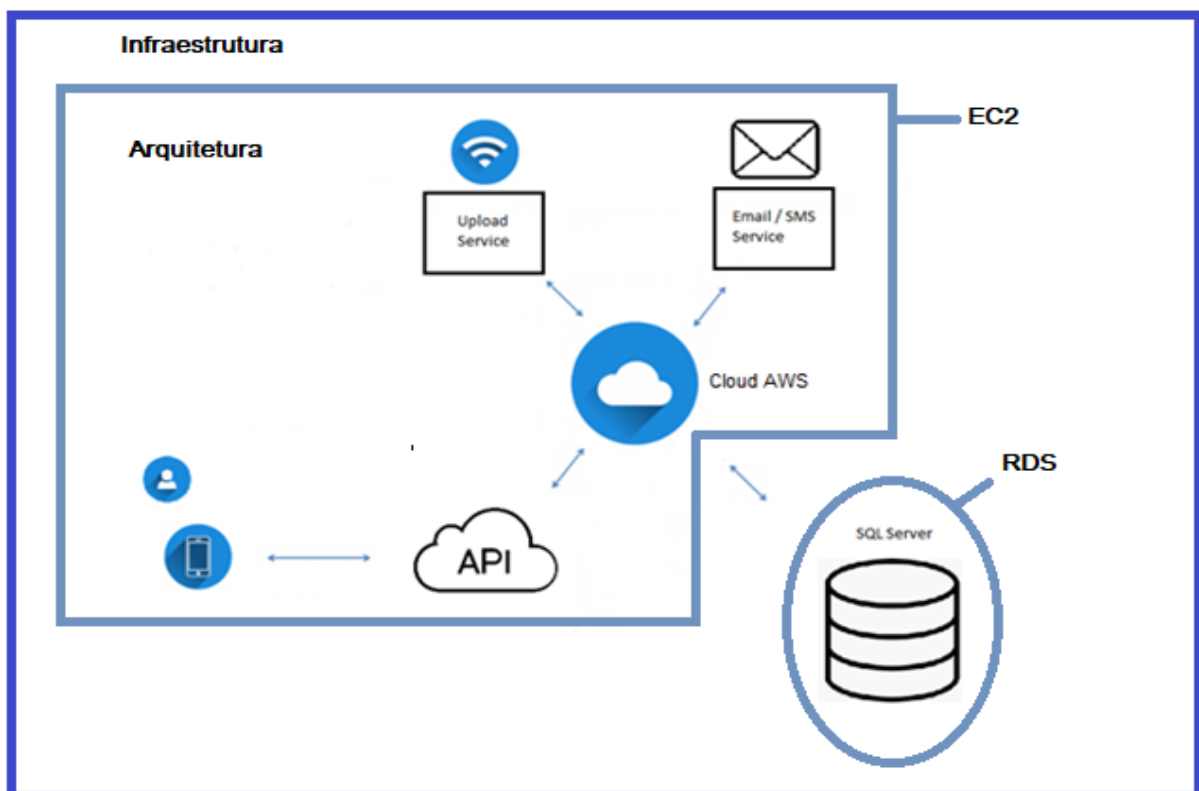 Infraestrutura
EC2
Arquitetura
Upload
Service
Email / SMS
Service
Cloud AWS
RDS
SQL Server
API